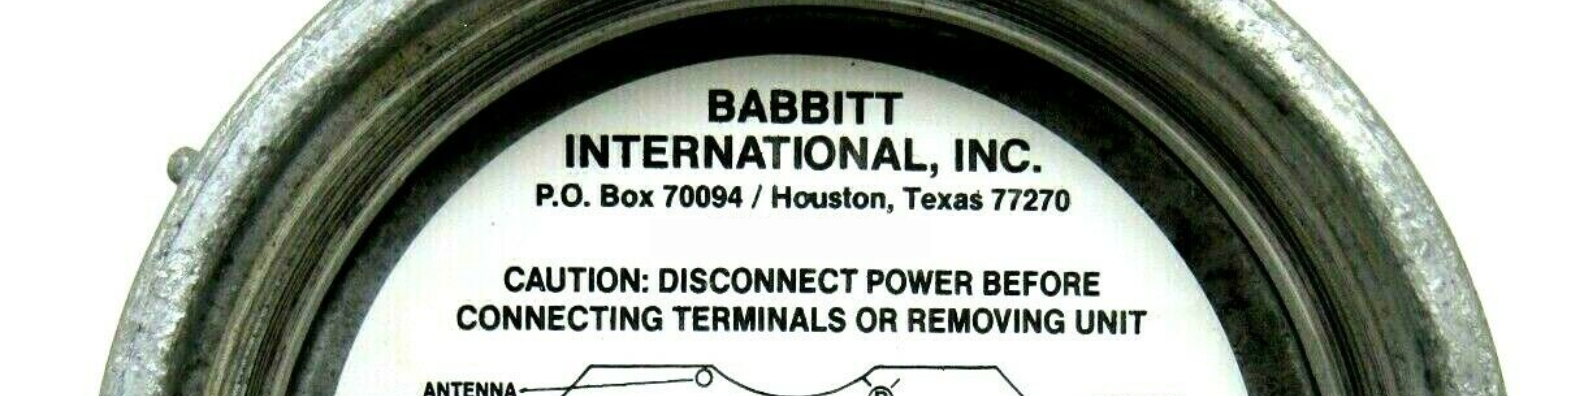 BABBITT
INTERNATIONAL, INC.
P.O. Box 70094 / Houston, Texas 77270
CAUTION: DISCONNECT POWER BEFORE
CONNECTING TERMINALS OR REMOVING UNIT
ANTENNA